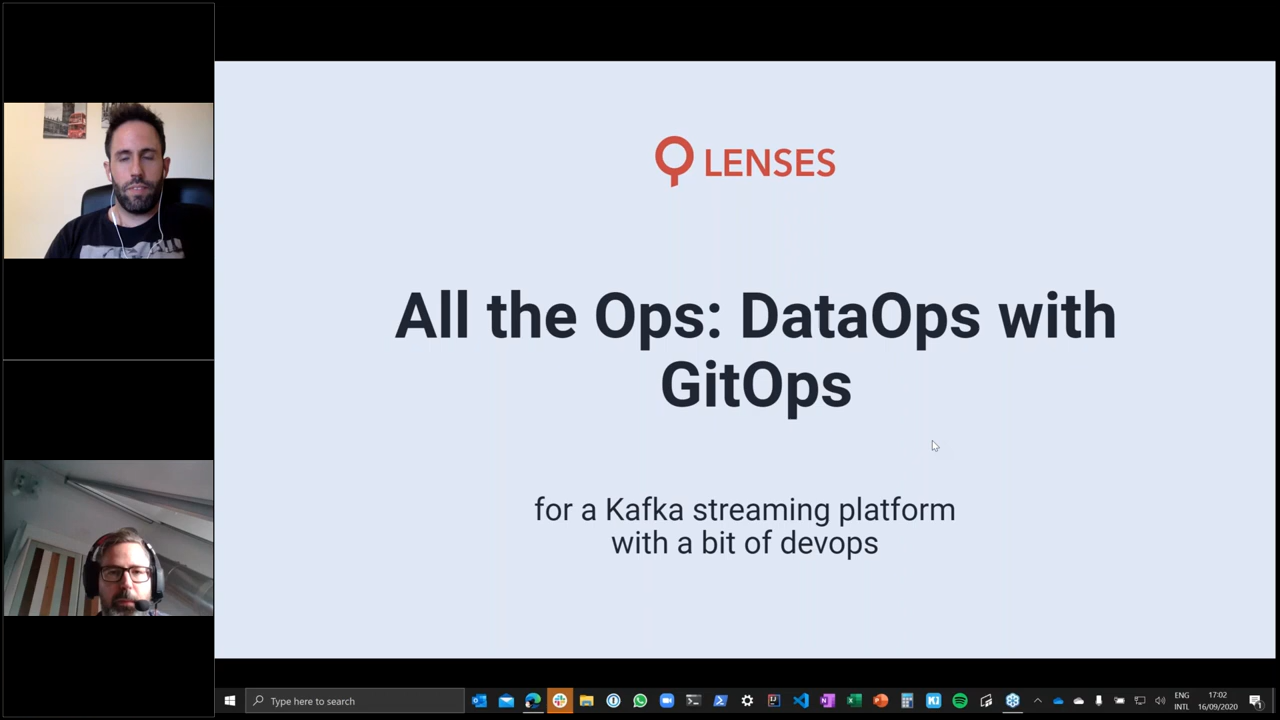 LENSES
All the Ops: DataOps with
GitOps
for a Kafka streaming platform
with a bit of devops
Type here to search
ENG
INTL
17:02
16/09/2020